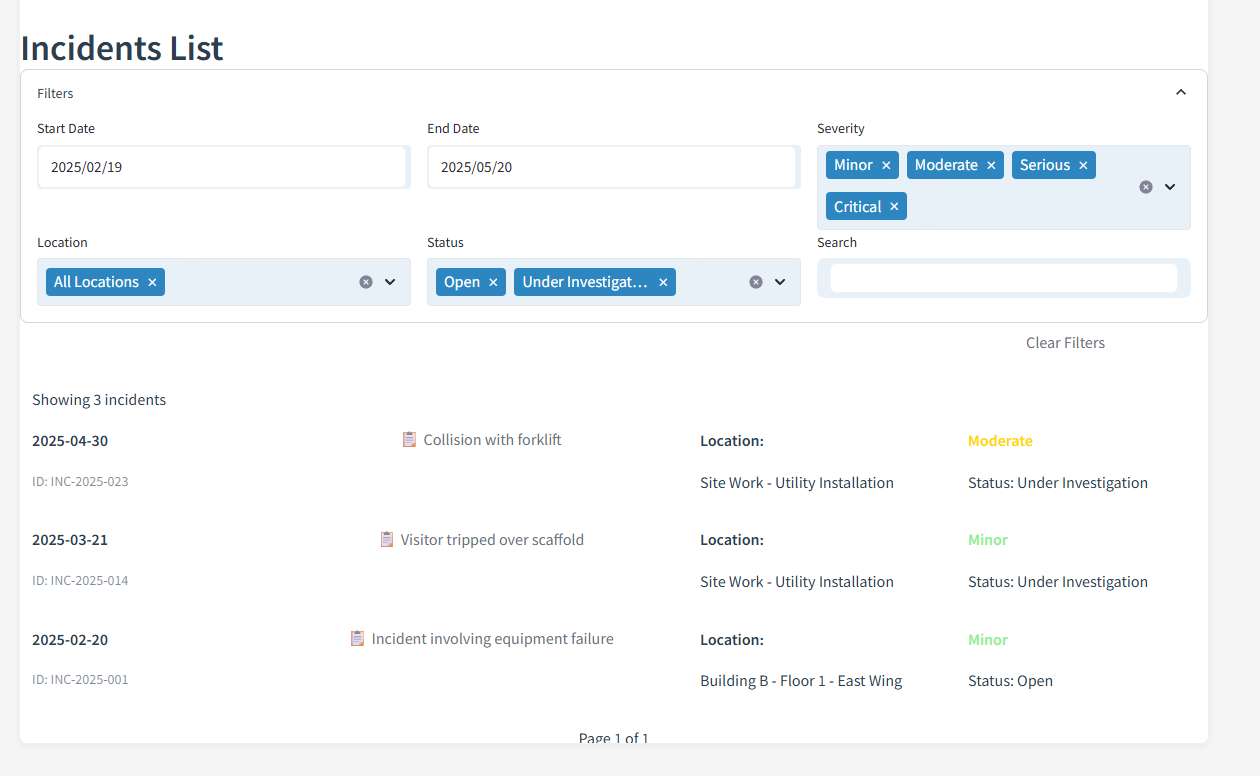 Incidents List
Filters
Start Date End Date Severity
2025/02/19 2025/05/20 Minor × Moderate × Serious ×
Critical ×
Location Status Search
All Locations × Open × Under Investigat... ×
Clear Filters
Showing 3 incidents
2025-04-30 📋 Collision with forklift Location: Moderate
ID: INC-2025-023 Site Work - Utility Installation Status: Under Investigation
2025-03-21 📋 Visitor tripped over scaffold Location: Minor
ID: INC-2025-014 Site Work - Utility Installation Status: Under Investigation
2025-02-20 📋 Incident involving equipment failure Location: Minor
ID: INC-2025-001 Building B - Floor 1 - East Wing Status: Open
Page 1 of 1